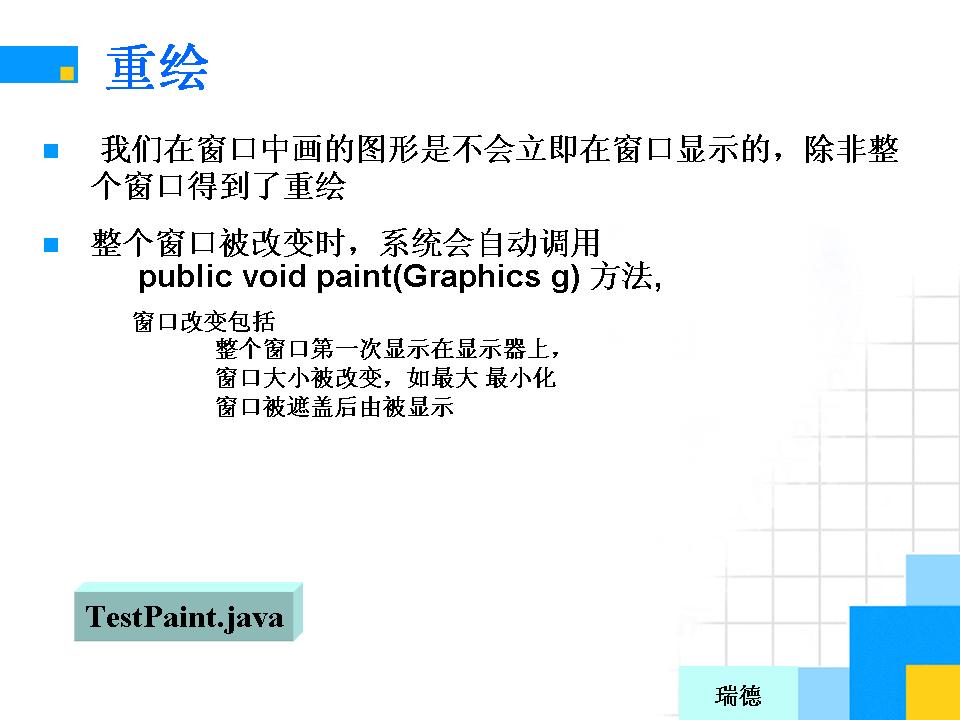 重绘
我们在窗口中画的图形是不会立即在窗口显示的，除非整
个窗口得到了重绘
整个窗口被改变时，系统会自动调用
public void paint(Graphics g) 方法,
窗口改变包括
整个窗口第一次显示在显示器上，
窗口大小被改变，如最大 最小化
窗口被遮盖后由被显示
TestPaint.java
瑞德